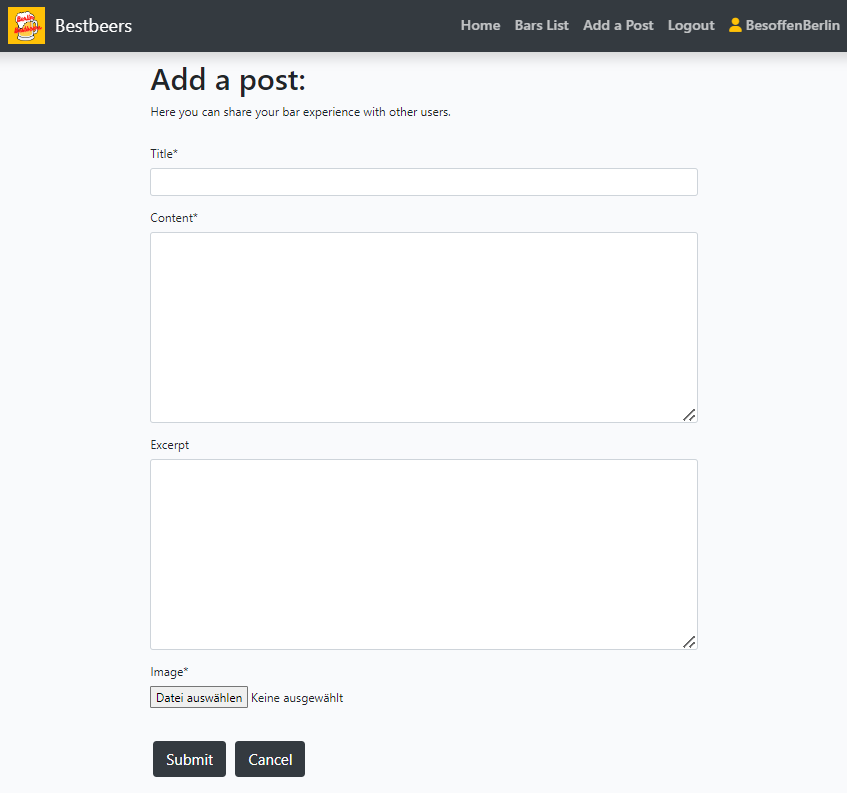 Bestbeers
Home Bars List Add a Post Logout BesoffenBerlin
Add a post:
Here you can share your bar experience with other users.
Title*
Content*
Excerpt
Image*
Datei auswählen Keine ausgewählt
Submit Cancel